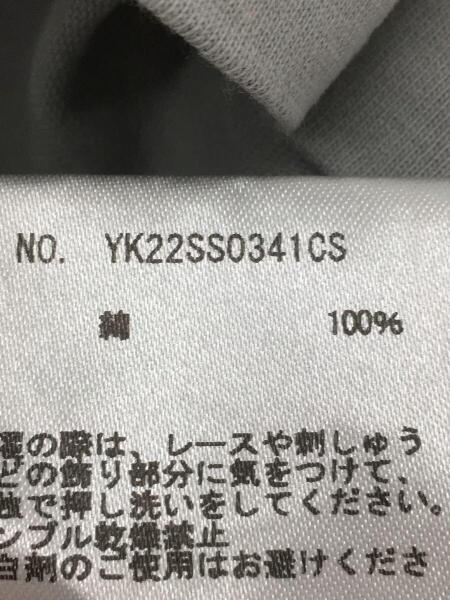 NO. YK22SS0341CS
綿 100%
濯の際は、レースや刺しゅう
どの飾り部分に気をつけて、
独で押し洗いをしてください。
ンブル乾燥禁止
白剤のご使用はお避けくださ